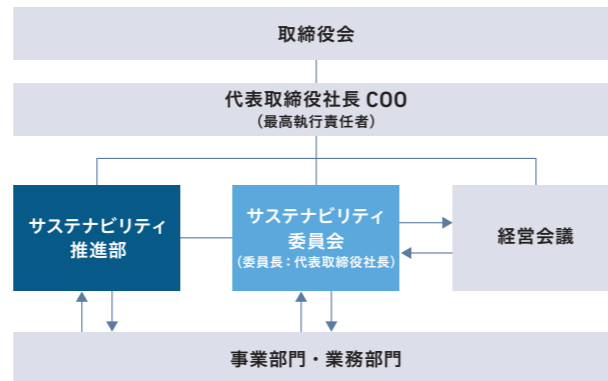 取締役会
代表取締役社長 COO
（最高執行責任者）
サステナビリティ
推進部
サステナビリティ
委員会
（委員長：代表取締役社長）
経営会議
事業部門・業務部門